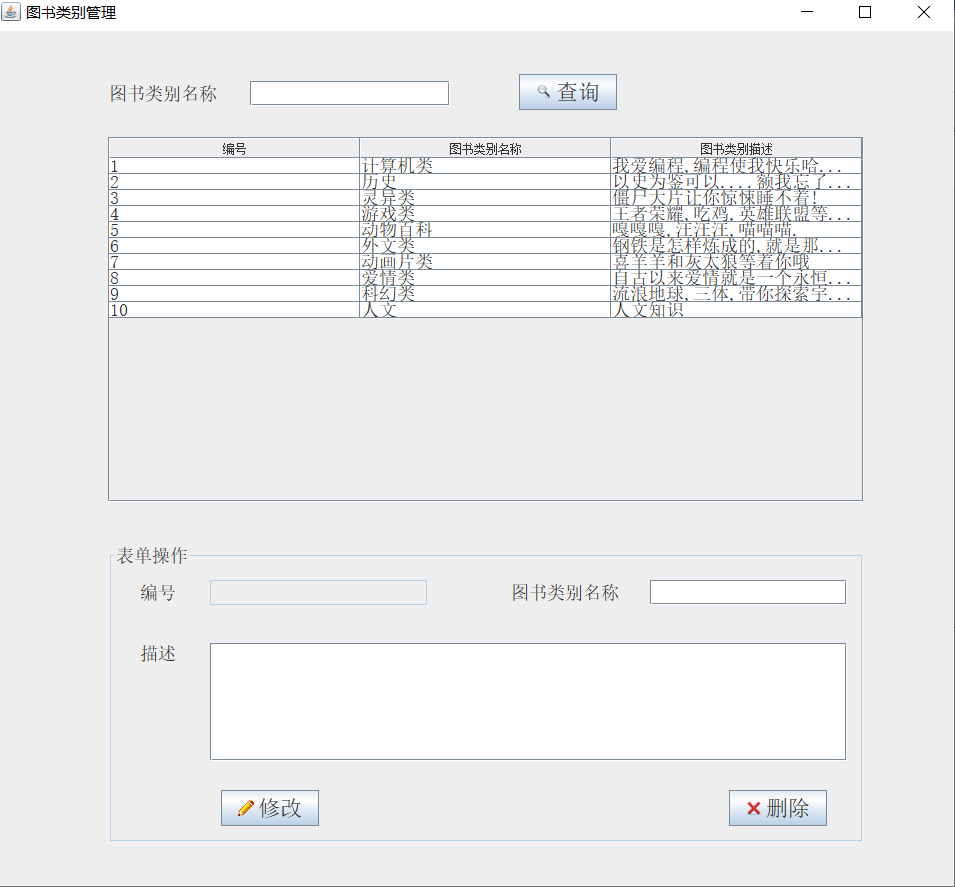 图书类别管理
图书类别名称 查询
编号 图书类别名称 图书类别描述
1 计算机类 我爱编程,编程使我快乐哈...
2 历史 以史为鉴可以....额我忘了...
3 灵异类 僵尸大片让你惊悚睡不着!
4 游戏类 王者荣耀,吃鸡,英雄联盟等...
5 动物百科 嘎嘎嘎,汪汪汪,喵喵喵.
6 外文类 钢铁是怎样炼成的,就是那...
7 动画片类 喜羊羊和灰太狼等着你哦
8 爱情类 自古以来爱情就是一个永恒...
9 科幻类 流浪地球,三体,带你探索宇...
10 人文 人文知识
表单操作
编号 图书类别名称
描述
修改 删除